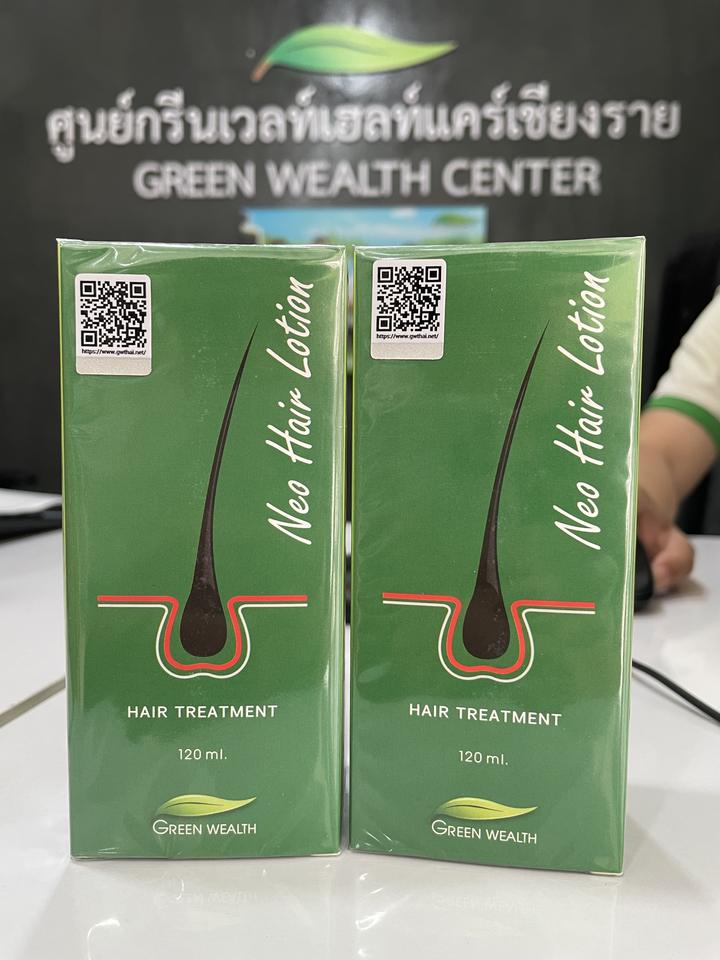 ศูนย์กรีนเวลท์เฮลท์แคร์เชียงราย
GREEN WEALTH CENTER
https://www.gwthai.net/
Neo Hair Lotion
HAIR TREATMENT
120 ml.
GREEN WEALTH
https://www.gwthai.net/
Neo Hair Lotion
HAIR TREATMENT
120 ml.
GREEN WEALTH